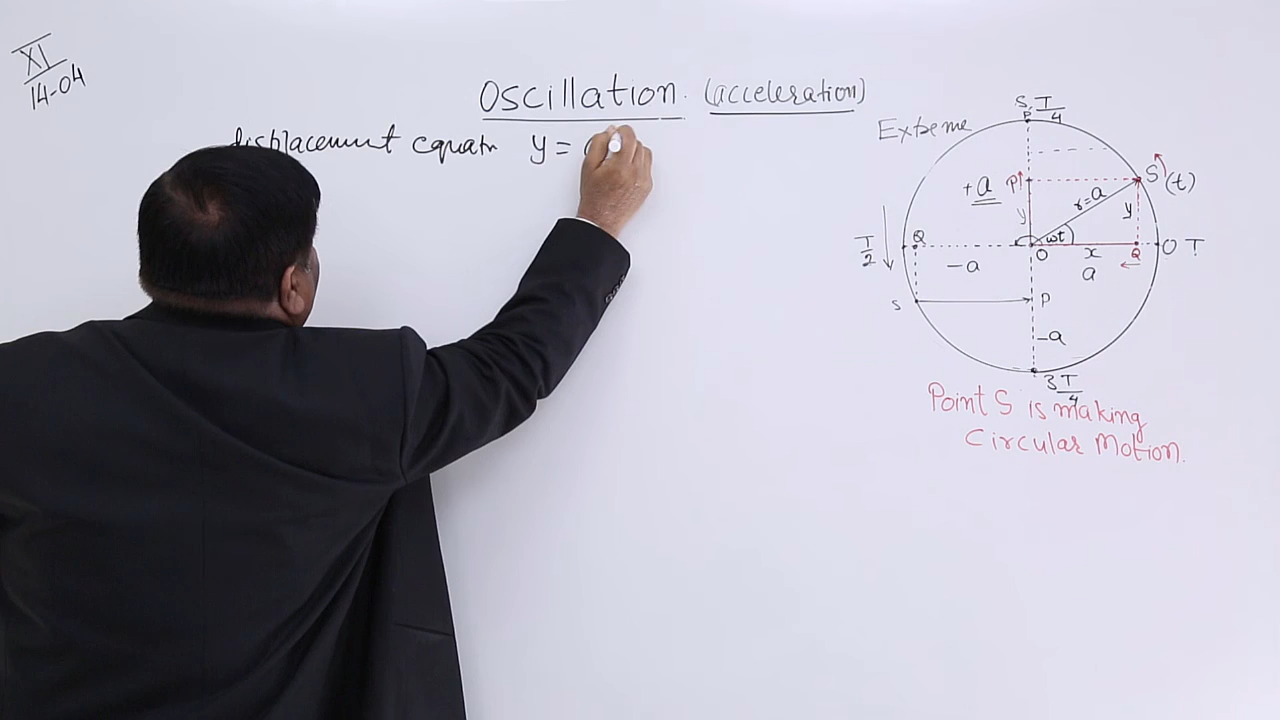 XI
14-04
Oscillation. (acceleration)
displacement equatn y =
Extreme
S, T/4
P
+a
P
y
r=a
S (t)
y
ωt
T/2
Q
-a
O
x
a
Q
O T
S
P
-a
3T/4
Point S is making
Circular Motion.